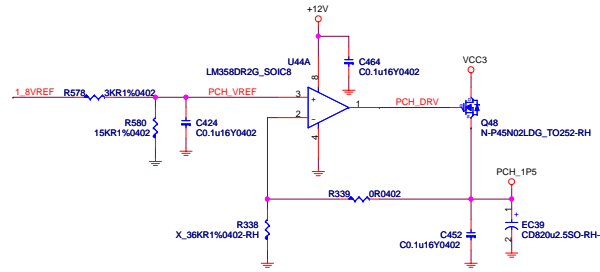 +12V
U44A
LM358DR2G_SOIC8
C464
C0.1u16Y0402
VCC3
1_8VREF
R578
3KR1%0402
PCH_VREF
8
3
+
2
-
1
4
PCH_DRV
Q48
N-P45N02LDG_TO252-RH
R580
15KR1%0402
C424
C0.1u16Y0402
PCH_1P5
R339
0R0402
R338
X_36KR1%0402-RH
C452
C0.1u16Y0402
1
+
2
EC39
CD820u2.5SO-RH-